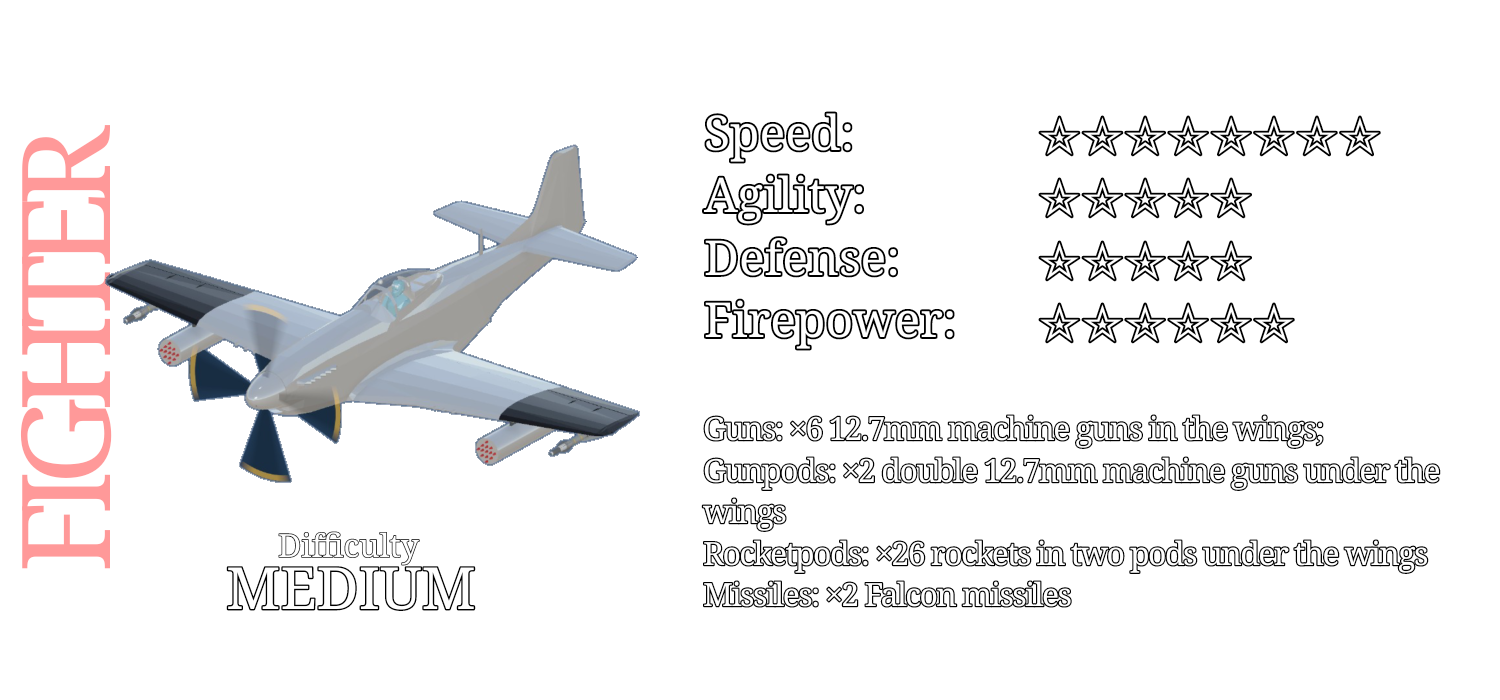 FIGHTER
Difficulty
MEDIUM
Speed: ☆☆☆☆☆☆☆☆
Agility: ☆☆☆☆☆
Defense: ☆☆☆☆☆
Firepower: ☆☆☆☆☆☆
Guns: ×6 12.7mm machine guns in the wings;
Gunpods: ×2 double 12.7mm machine guns under the
wings
Rocketpods: ×26 rockets in two pods under the wings
Missiles: ×2 Falcon missiles